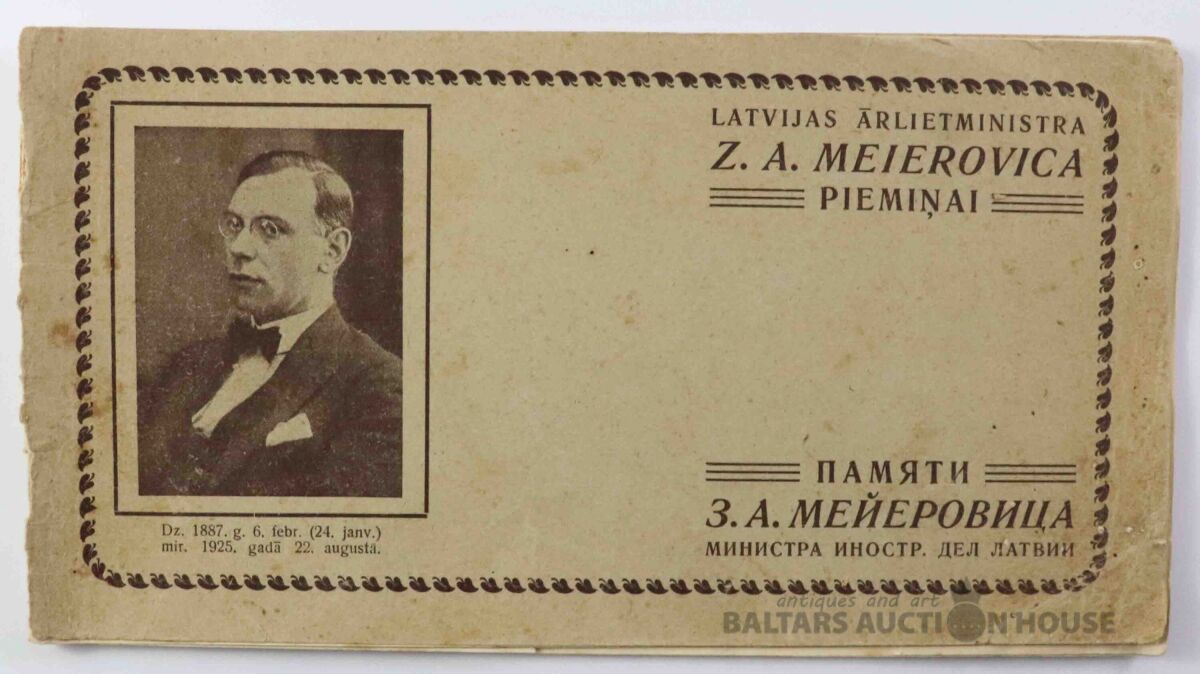 LATVIJAS ĀRLIETMINISTRA
Z. A. MEIEROVICA
PIEMIŅAI
Dz. 1887. g. 6. febr. (24. janv.)
mir. 1925. gadā 22. augustā.
ПАМЯТИ
З. А. МЕЙЕРОВИЦА
МИНИСТРА ИНОСТР. ДЕЛ ЛАТВИИ
antiques and art
BALTARS AUCTION HOUSE